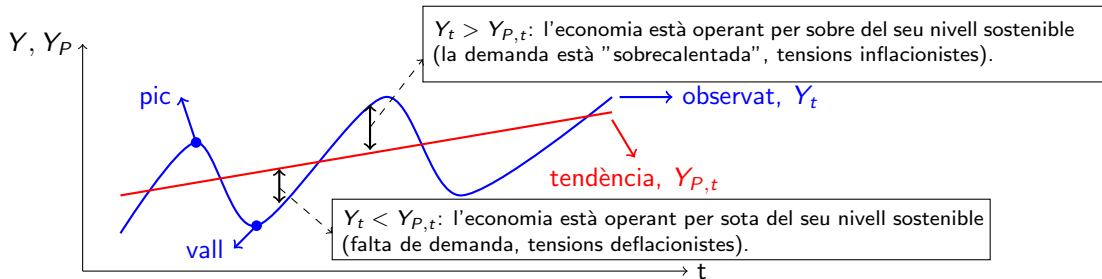 Y, Y_P
Y_t > Y_{P,t}: l'economia està operant per sobre del seu nivell sostenible
(la demanda està "sobrecalentada", tensions inflacionistes).
pic
observat, Y_t
tendència, Y_{P,t}
Y_t < Y_{P,t}: l'economia està operant per sota del seu nivell sostenible
(falta de demanda, tensions deflacionistes).
vall
t